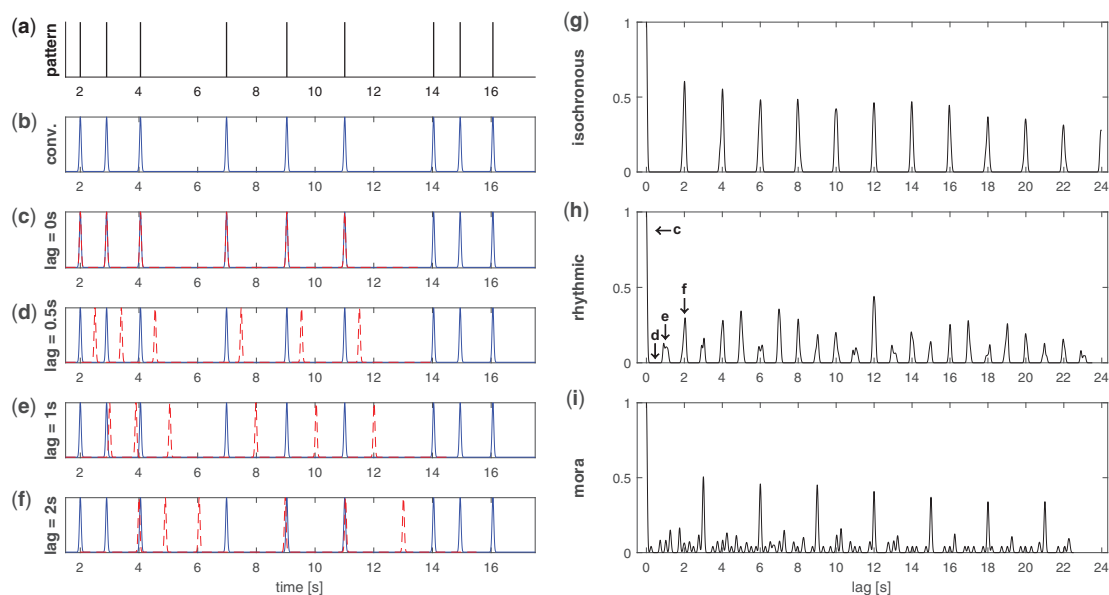 (a)
pattern
2 4 6 8 10 12 14 16
(b)
conv.
2 4 6 8 10 12 14 16
(c)
lag = 0s
2 4 6 8 10 12 14 16
(d)
lag = 0.5s
2 4 6 8 10 12 14 16
(e)
lag = 1s
2 4 6 8 10 12 14 16
(f)
lag = 2s
2 4 6 8 10 12 14 16
time [s]
(g)
isochronous
1
0.5
0
0 2 4 6 8 10 12 14 16 18 20 22 24
(h)
rhythmic
1
c
f
0.5
e
d
0
0 2 4 6 8 10 12 14 16 18 20 22 24
(i)
mora
1
0.5
0
0 2 4 6 8 10 12 14 16 18 20 22 24
lag [s]